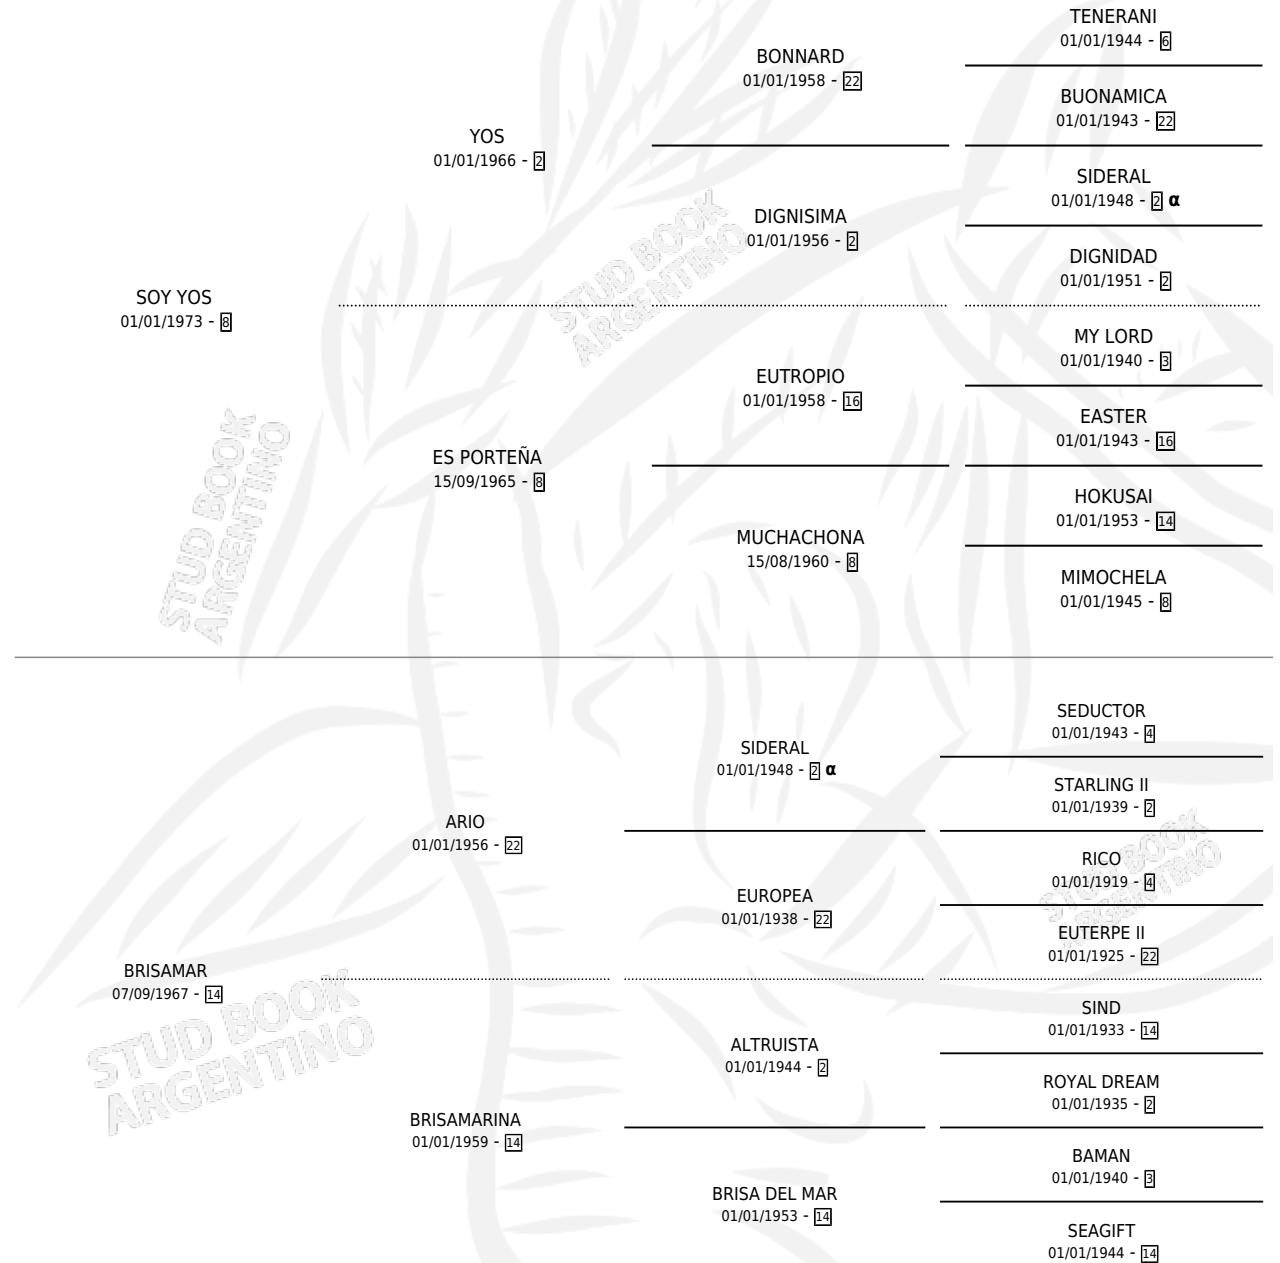 TENERANI
01/01/1944 - 6
BONNARD
01/01/1958 - 22
BUONAMICA
01/01/1943 - 22
YOS
01/01/1966 - 2
SIDERAL
01/01/1948 - 2 α
DIGNISIMA
01/01/1956 - 2
DIGNIDAD
01/01/1951 - 2
SOY YOS
01/01/1973 - 8
MY LORD
01/01/1940 - 3
EUTROPIO
01/01/1958 - 16
EASTER
01/01/1943 - 16
ES PORTEÑA
15/09/1965 - 8
HOKUSAI
01/01/1953 - 14
MUCHACHONA
15/08/1960 - 8
MIMOCHELA
01/01/1945 - 8
STUD BOOK
ARGENTINO
STUD BOOK
ARGENTINO
SEDUCTOR
01/01/1943 - 4
SIDERAL
01/01/1948 - 2 α
STARLING II
01/01/1939 - 2
ARIO
01/01/1956 - 22
RICO
01/01/1919 - 4
EUROPEA
01/01/1938 - 22
EUTERPE II
01/01/1925 - 22
BRISAMAR
07/09/1967 - 14
SIND
01/01/1933 - 14
ALTRUISTA
01/01/1944 - 2
ROYAL DREAM
01/01/1935 - 2
BRISAMARINA
01/01/1959 - 14
BAMAN
01/01/1940 - 3
BRISA DEL MAR
01/01/1953 - 14
SEAGIFT
01/01/1944 - 14
STUD BOOK
ARGENTINO
STUD BOOK
ARGENTINO